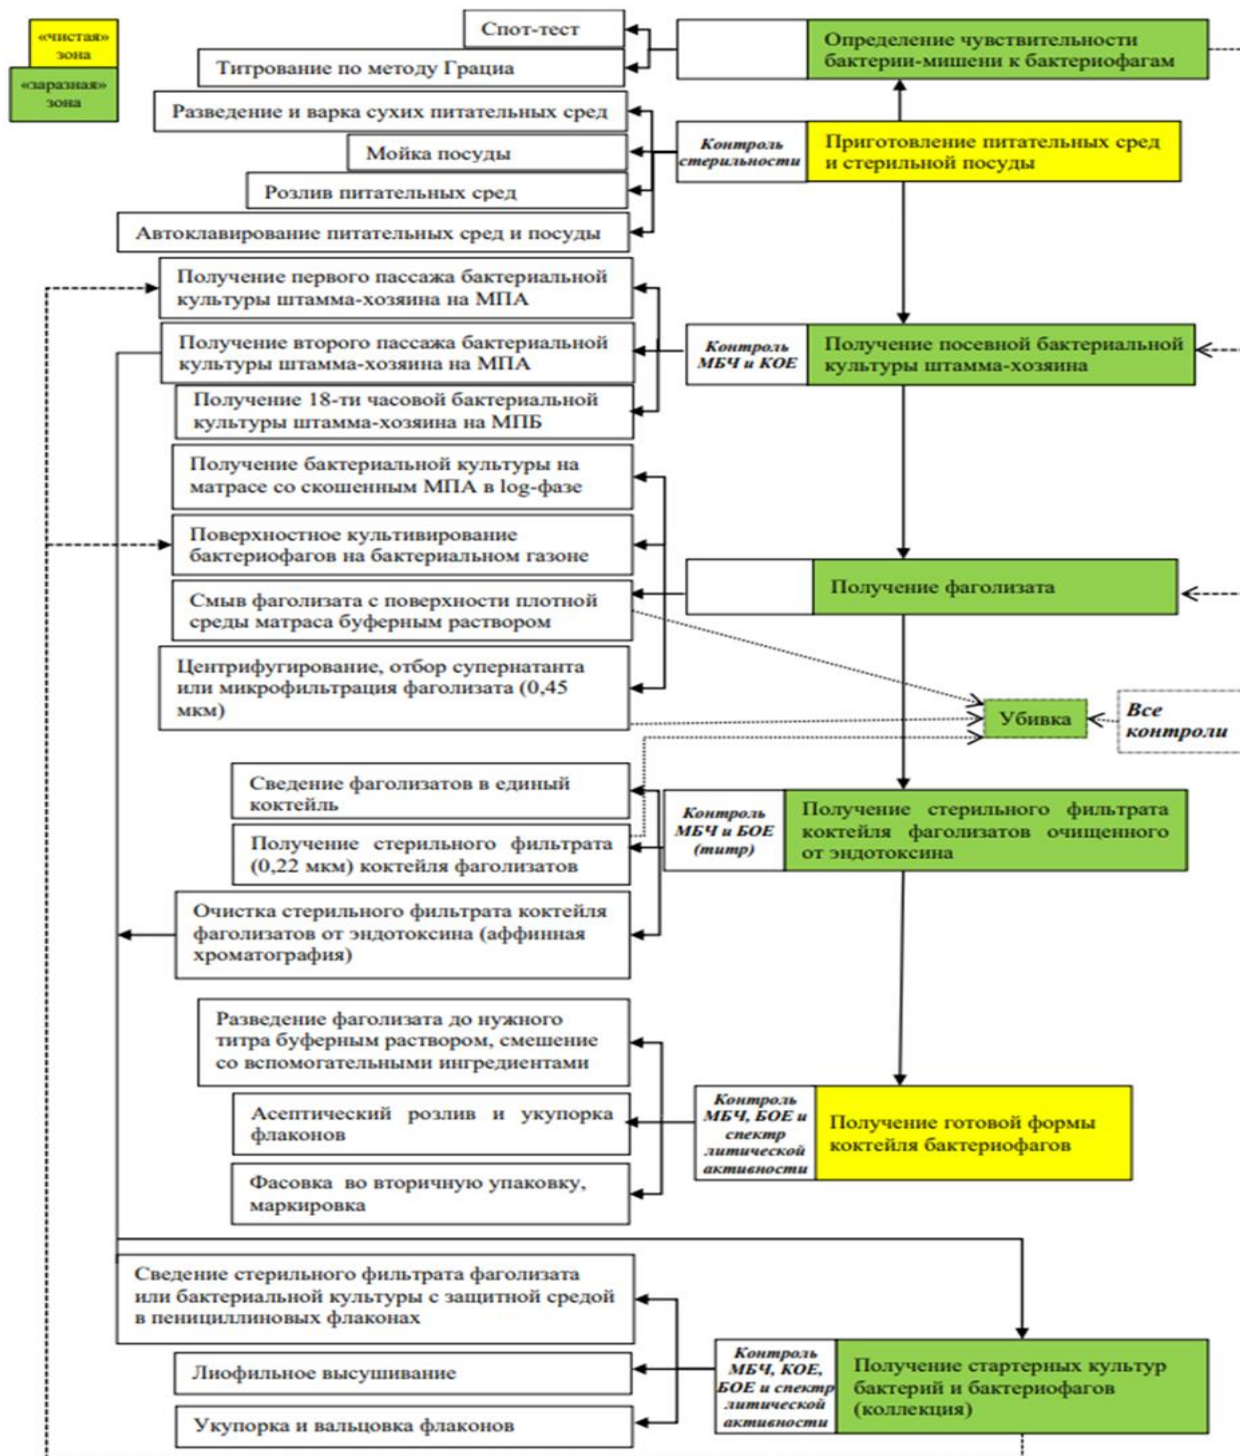 «чистая»
зона
«заразная»
зона
Спот-тест
Титрование по методу Грациа
Определение чувствительности
бактерии-мишени к бактериофагам
Разведение и варка сухих питательных сред
Мойка посуды
Розлив питательных сред
Автоклавирование питательных сред и посуды
Контроль
стерильности
Приготовление питательных сред
и стерильной посуды
Получение первого пассажа бактериальной
культуры штамма-хозяина на МПА
Получение второго пассажа бактериальной
культуры штамма-хозяина на МПА
Получение 18-ти часовой бактериальной
культуры штамма-хозяина на МПБ
Контроль
МБЧ и КОЕ
Получение посевной бактериальной
культуры штамма-хозяина
Получение бактериальной культуры на
матрасе со скошенным МПА в log-фазе
Поверхностное культивирование
бактериофагов на бактериальном газоне
Смыв фаголизата с поверхности плотной
среды матраса буферным раствором
Центрифугирование, отбор супернатанта
или микрофильтрация фаголизата (0,45
мкм)
Получение фаголизата
Убивка
Все
контроли
Сведение фаголизатов в единый
коктейль
Получение стерильного фильтрата
(0,22 мкм) коктейля фаголизатов
Очистка стерильного фильтрата коктейля
фаголизатов от эндотоксина (аффинная
хроматография)
Контроль
МБЧ и БОЕ
(титр)
Получение стерильного фильтрата
коктейля фаголизатов очищенного
от эндотоксина
Разведение фаголизата до нужного
титра буферным раствором, смешение
со вспомогательными ингредиентами
Асептический розлив и укупорка
флаконов
Фасовка во вторичную упаковку,
маркировка
Контроль
МБЧ, БОЕ и
спектр
литической
активности
Получение готовой формы
коктейля бактериофагов
Сведение стерильного фильтрата фаголизата
или бактериальной культуры с защитной средой
в пенициллиновых флаконах
Лиофильное высушивание
Укупорка и вальцовка флаконов
Контроль
МБЧ, КОЕ,
БОЕ и спектр
литической
активности
Получение стартерных культур
бактерий и бактериофагов
(коллекция)